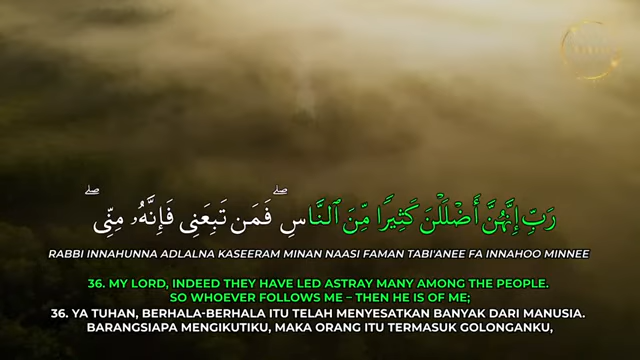 رَبِّ إِنَّهُنَّ أَضْلَلْنَ كَثِيرًا مِّنَ ٱلنَّاسِ ۖ فَمَن تَبِعَنِى فَإِنَّهُۥ مِنِّى ۖ
RABBI INNAHUNNA ADLALNA KASEERAM MINAN NAASI FAMAN TABI'ANEE FA INNAHOO MINNEE
36. MY LORD, INDEED THEY HAVE LED ASTRAY MANY AMONG THE PEOPLE.
SO WHOEVER FOLLOWS ME – THEN HE IS OF ME;
36. YA TUHAN, BERHALA-BERHALA ITU TELAH MENYESATKAN BANYAK DARI MANUSIA.
BARANGSIAPA MENGIKUTIKU, MAKA ORANG ITU TERMASUK GOLONGANKU,